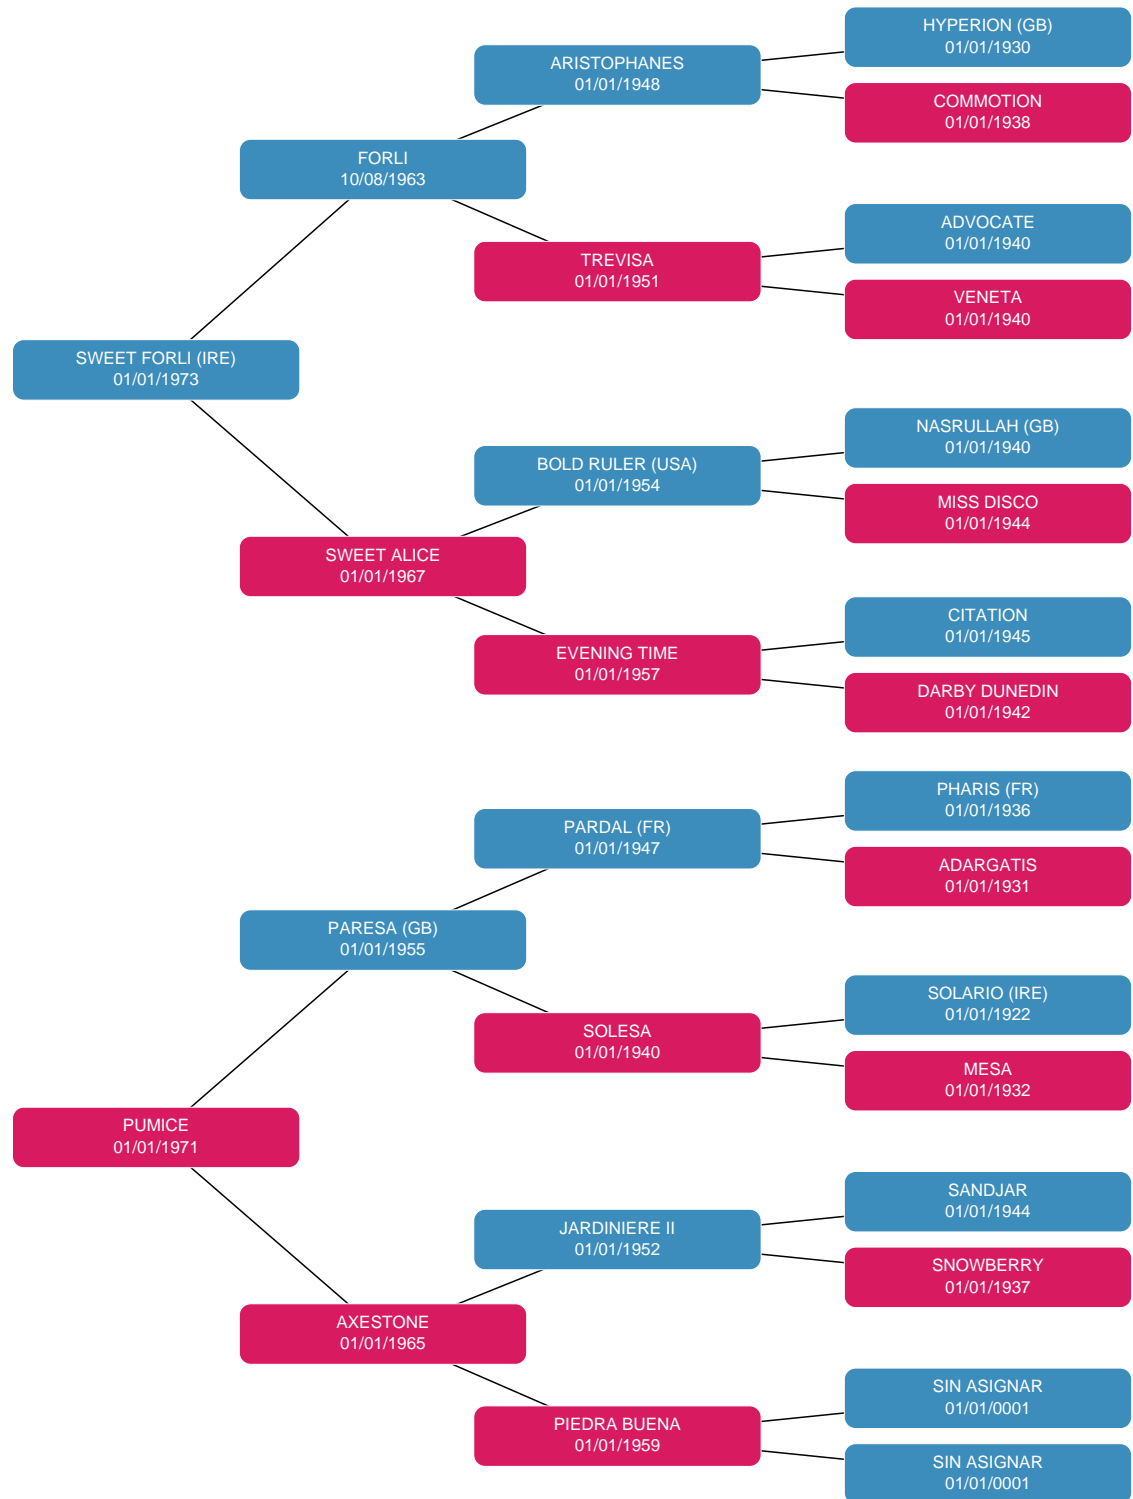 HYPERION (GB)
01/01/1930
ARISTOPHANES
01/01/1948
COMMOTION
01/01/1938
FORLI
10/08/1963
ADVOCATE
01/01/1940
TREVISA
01/01/1951
VENETA
01/01/1940
SWEET FORLI (IRE)
01/01/1973
NASRULLAH (GB)
01/01/1940
BOLD RULER (USA)
01/01/1954
MISS DISCO
01/01/1944
SWEET ALICE
01/01/1967
CITATION
01/01/1945
EVENING TIME
01/01/1957
DARBY DUNEDIN
01/01/1942
PHARIS (FR)
01/01/1936
PARDAL (FR)
01/01/1947
ADARGATIS
01/01/1931
PARESA (GB)
01/01/1955
SOLARIO (IRE)
01/01/1922
SOLESA
01/01/1940
MESA
01/01/1932
PUMICE
01/01/1971
SANDJAR
01/01/1944
JARDINIERE II
01/01/1952
SNOWBERRY
01/01/1937
AXESTONE
01/01/1965
SIN ASIGNAR
01/01/0001
PIEDRA BUENA
01/01/1959
SIN ASIGNAR
01/01/0001